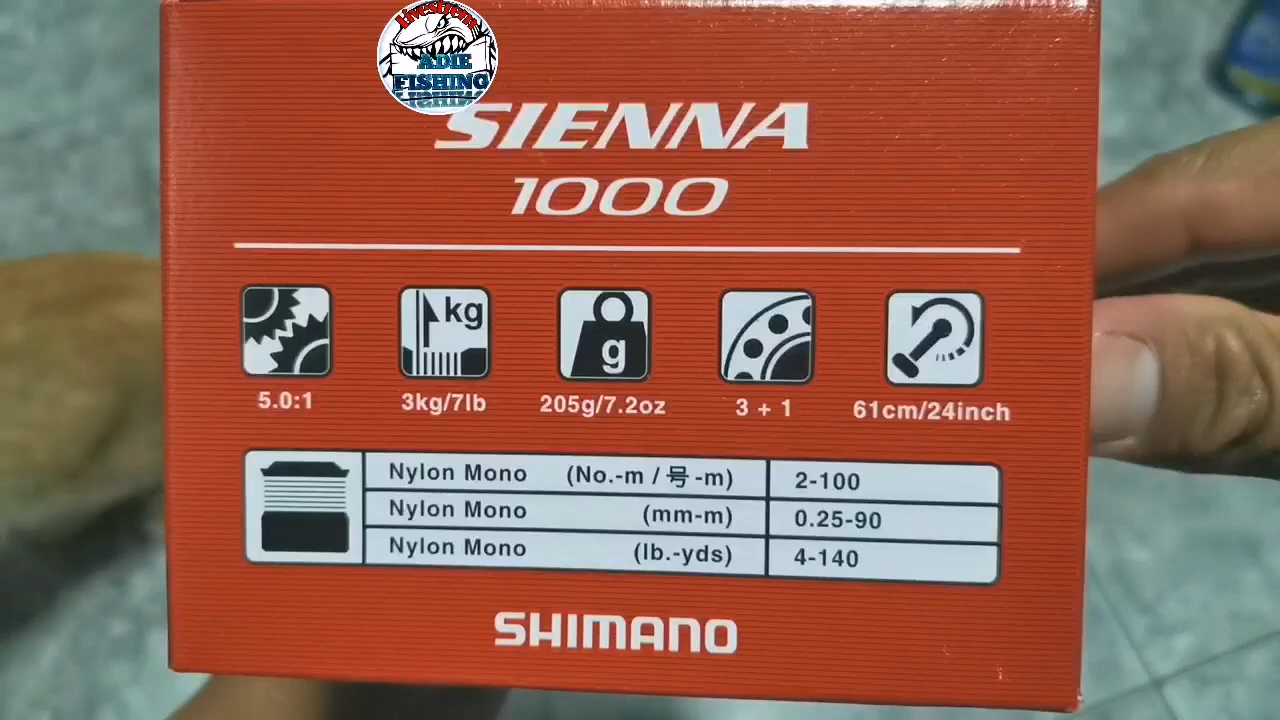 Liveshoot
ADIE
FISHING
SIENNA
1000
kg
g
5.0:1
3kg/7lb
205g/7.2oz
3 + 1
61cm/24inch
Nylon Mono (No.-m / 号-m) 2-100
Nylon Mono (mm-m) 0.25-90
Nylon Mono (lb.-yds) 4-140
SHIMANO